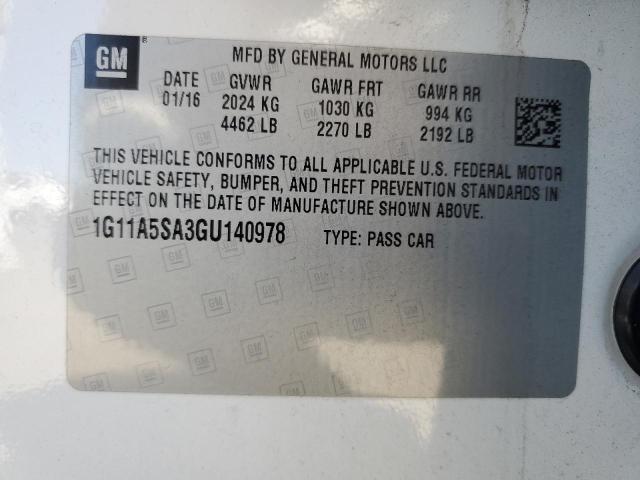 GM ®
MFD BY GENERAL MOTORS LLC
DATE GVWR GAWR FRT GAWR RR
01/16 2024 KG 1030 KG 994 KG
4462 LB 2270 LB 2192 LB
THIS VEHICLE CONFORMS TO ALL APPLICABLE U.S. FEDERAL MOTOR
VEHICLE SAFETY, BUMPER, AND THEFT PREVENTION STANDARDS IN
EFFECT ON THE DATE OF MANUFACTURE SHOWN ABOVE.
1G11A5SA3GU140978 TYPE: PASS CAR